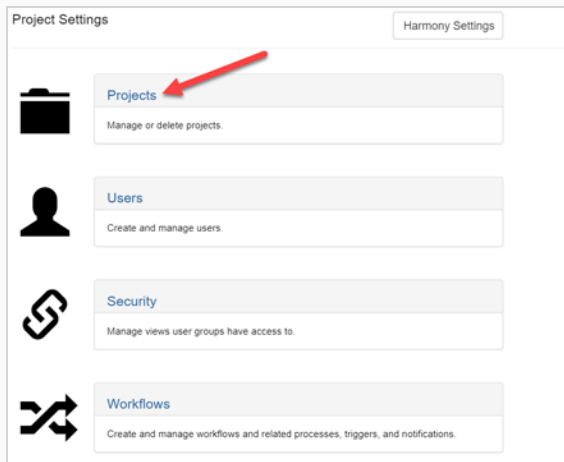 Project Settings
Harmony Settings
Projects
Manage or delete projects.
Users
Create and manage users.
Security
Manage views user groups have access to.
Workflows
Create and manage workflows and related processes, triggers, and notifications.